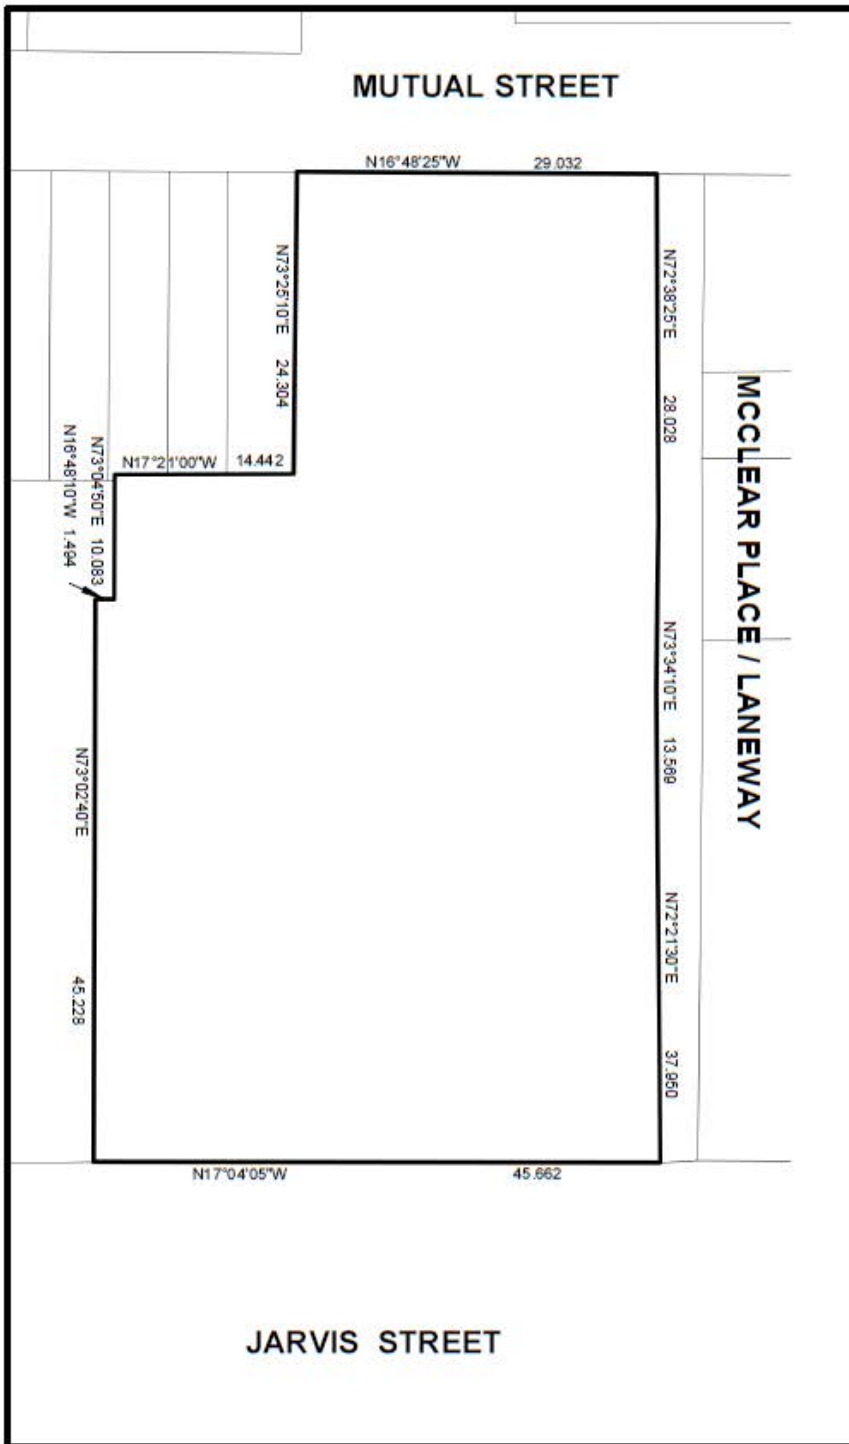 MUTUAL STREET
N16°48'25"W 29.032
N73°25'10"E 24.304
N72°38'25"E 28.028
MCCLEAR PLACE / LANEWAY
N17°21'00"W 14.442
N73°04'50"E 10.083
N16°48'10"W 1.494
N73°34'10"E 13.569
N73°02'40"E 45.228
N72°21'30"E 37.950
N17°04'05"W 45.662
JARVIS STREET